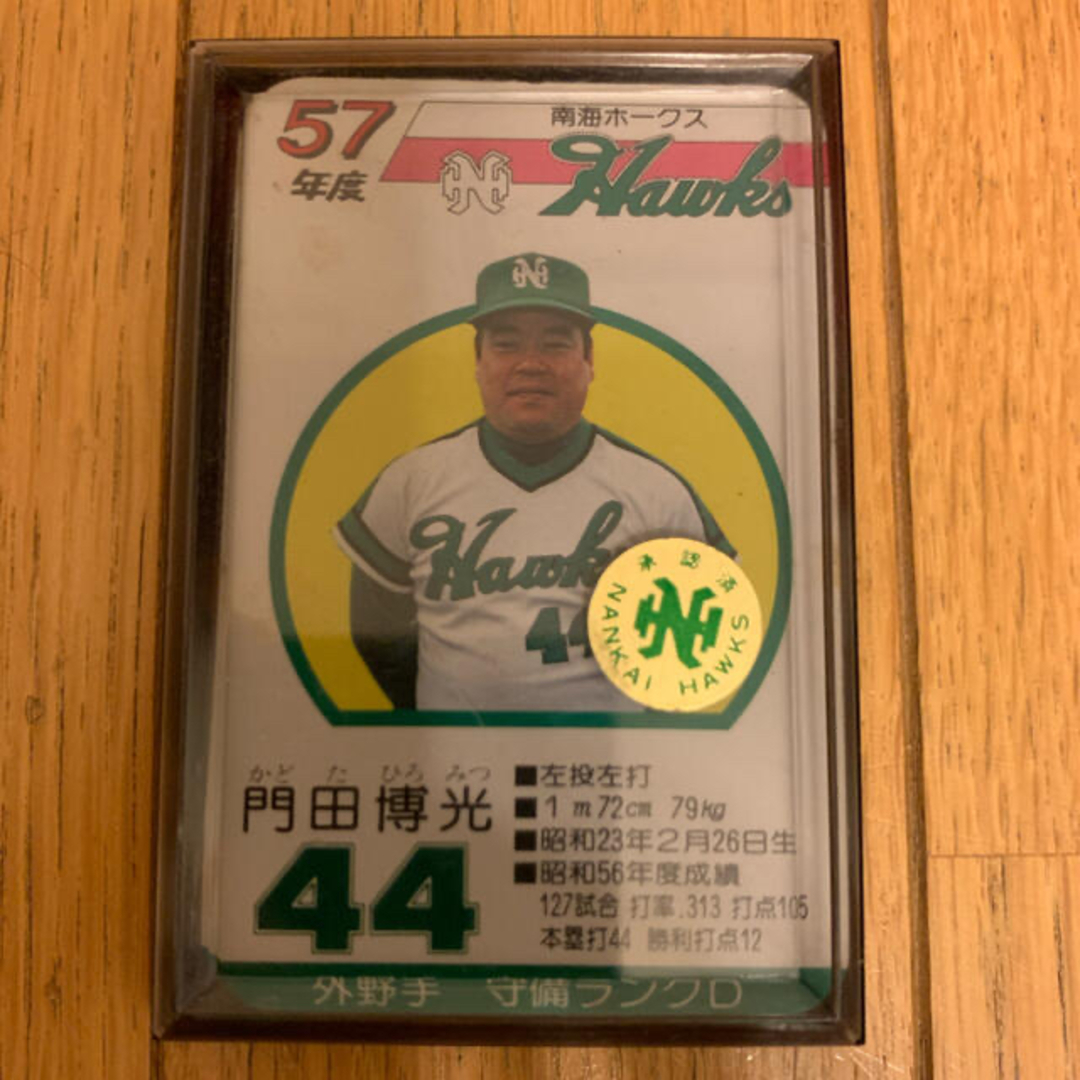 57
年度
南海ホークス
N Hawks
N
Hawks
44
承認済
N
NANKAI HAWKS
かど た ひろ みつ
門田博光
44
■左投左打
■1m72cm 79kg
■昭和23年2月26日生
■昭和56年度成績
127試合 打率.313 打点105
本塁打44 勝利打点12
外野手 守備ランクD